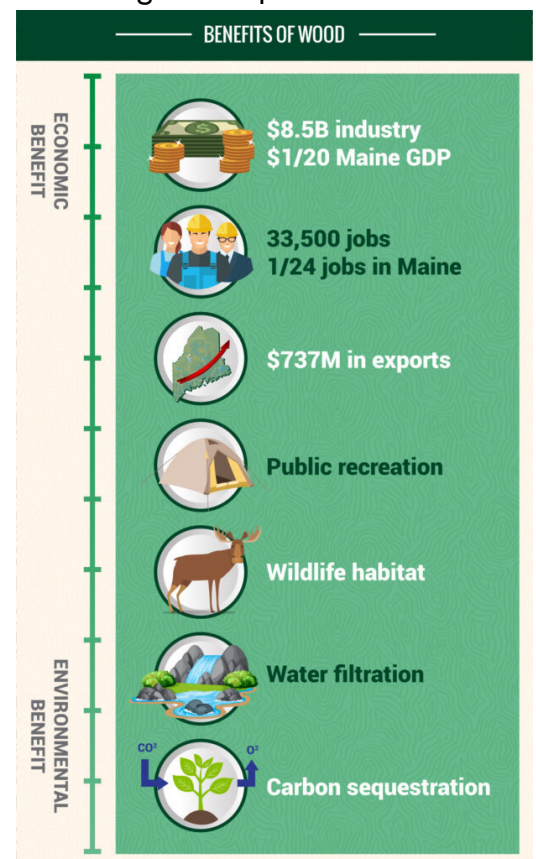 BENEFITS OF WOOD
ECONOMIC
BENEFIT
$8.5B industry
$1/20 Maine GDP
33,500 jobs
1/24 jobs in Maine
$737M in exports
Public recreation
Wildlife habitat
Water filtration
ENVIRONMENTAL
BENEFIT
CO²
O²
Carbon sequestration